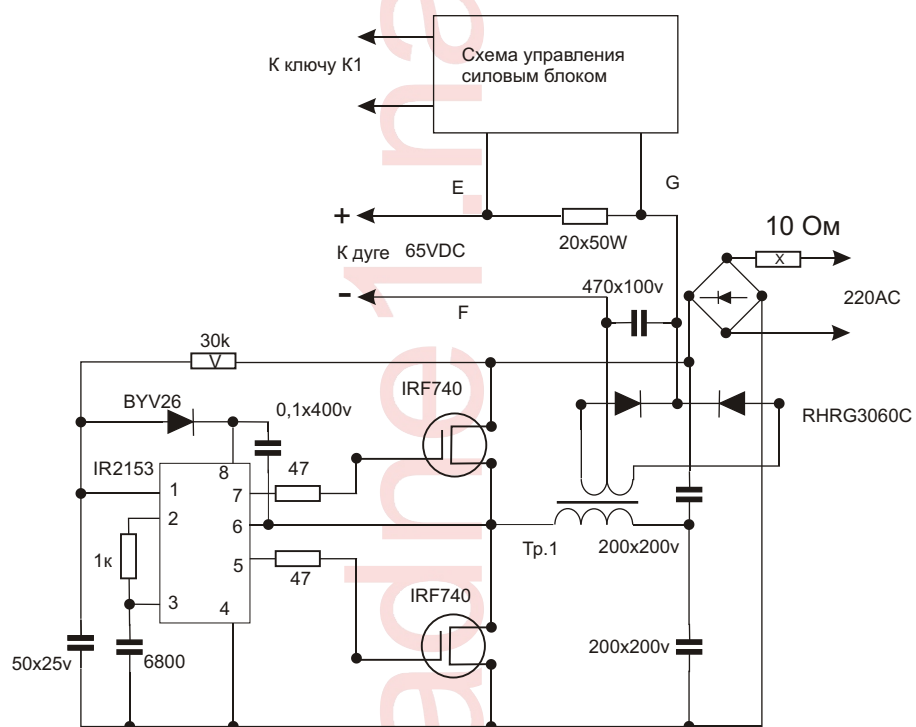 Схема управления
силовым блоком
К ключу К1
E
G
+
20x50W
К дуге 65VDC
-
F
470x100v
10 Ом
X
220AC
30k
V
BYV26
0,1x400v
IRF740
RHRG3060C
IR2153
8
1
7
47
2
6
1к
5
47
Тр.1
200x200v
3
4
IRF740
50x25v
6800
200x200v
adne1.na